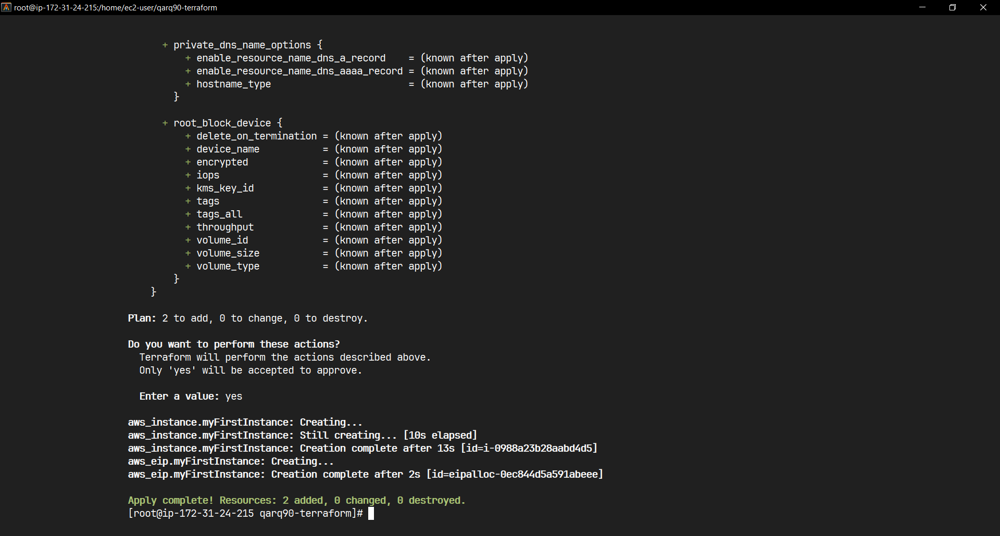 root@ip-172-31-24-215:/home/ec2-user/qarq90-terraform
+ private_dns_name_options {
+ enable_resource_name_dns_a_record    = (known after apply)
+ enable_resource_name_dns_aaaa_record = (known after apply)
+ hostname_type                        = (known after apply)
}
+ root_block_device {
+ delete_on_termination = (known after apply)
+ device_name           = (known after apply)
+ encrypted             = (known after apply)
+ iops                  = (known after apply)
+ kms_key_id            = (known after apply)
+ tags                  = (known after apply)
+ tags_all              = (known after apply)
+ throughput            = (known after apply)
+ volume_id             = (known after apply)
+ volume_size           = (known after apply)
+ volume_type           = (known after apply)
}
}
Plan: 2 to add, 0 to change, 0 to destroy.
Do you want to perform these actions?
Terraform will perform the actions described above.
Only 'yes' will be accepted to approve.
Enter a value: yes
aws_instance.myFirstInstance: Creating...
aws_instance.myFirstInstance: Still creating... [10s elapsed]
aws_instance.myFirstInstance: Creation complete after 13s [id=i-0988a23b28aabd4d5]
aws_eip.myFirstInstance: Creating...
aws_eip.myFirstInstance: Creation complete after 2s [id=eipalloc-0ec844d5a591abeee]
Apply complete! Resources: 2 added, 0 changed, 0 destroyed.
[root@ip-172-31-24-215 qarq90-terraform]#